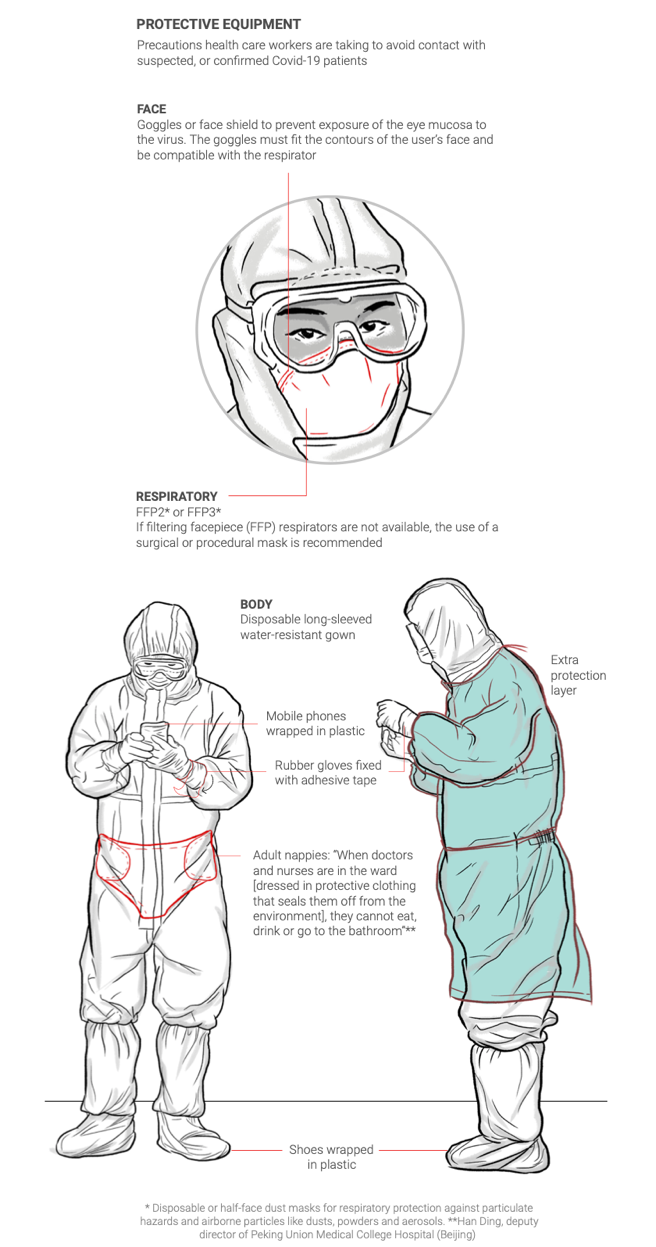 PROTECTIVE EQUIPMENT
Precautions health care workers are taking to avoid contact with
suspected, or confirmed Covid-19 patients
FACE
Goggles or face shield to prevent exposure of the eye mucosa to
the virus. The goggles must fit the contours of the user's face and
be compatible with the respirator
RESPIRATORY
FFP2* or FFP3*
If filtering facepiece (FFP) respirators are not available, the use of a
surgical or procedural mask is recommended
BODY
Disposable long-sleeved
water-resistant gown
Extra
protection
layer
Mobile phones
wrapped in plastic
Rubber gloves fixed
with adhesive tape
Adult nappies: "When doctors
and nurses are in the ward
[dressed in protective clothing
that seals them off from the
environment], they cannot eat,
drink or go to the bathroom"**
Shoes wrapped
in plastic
* Disposable or half-face dust masks for respiratory protection against particulate
hazards and airborne particles like dusts, powders and aerosols. **Han Ding, deputy
director of Peking Union Medical College Hospital (Beijing)